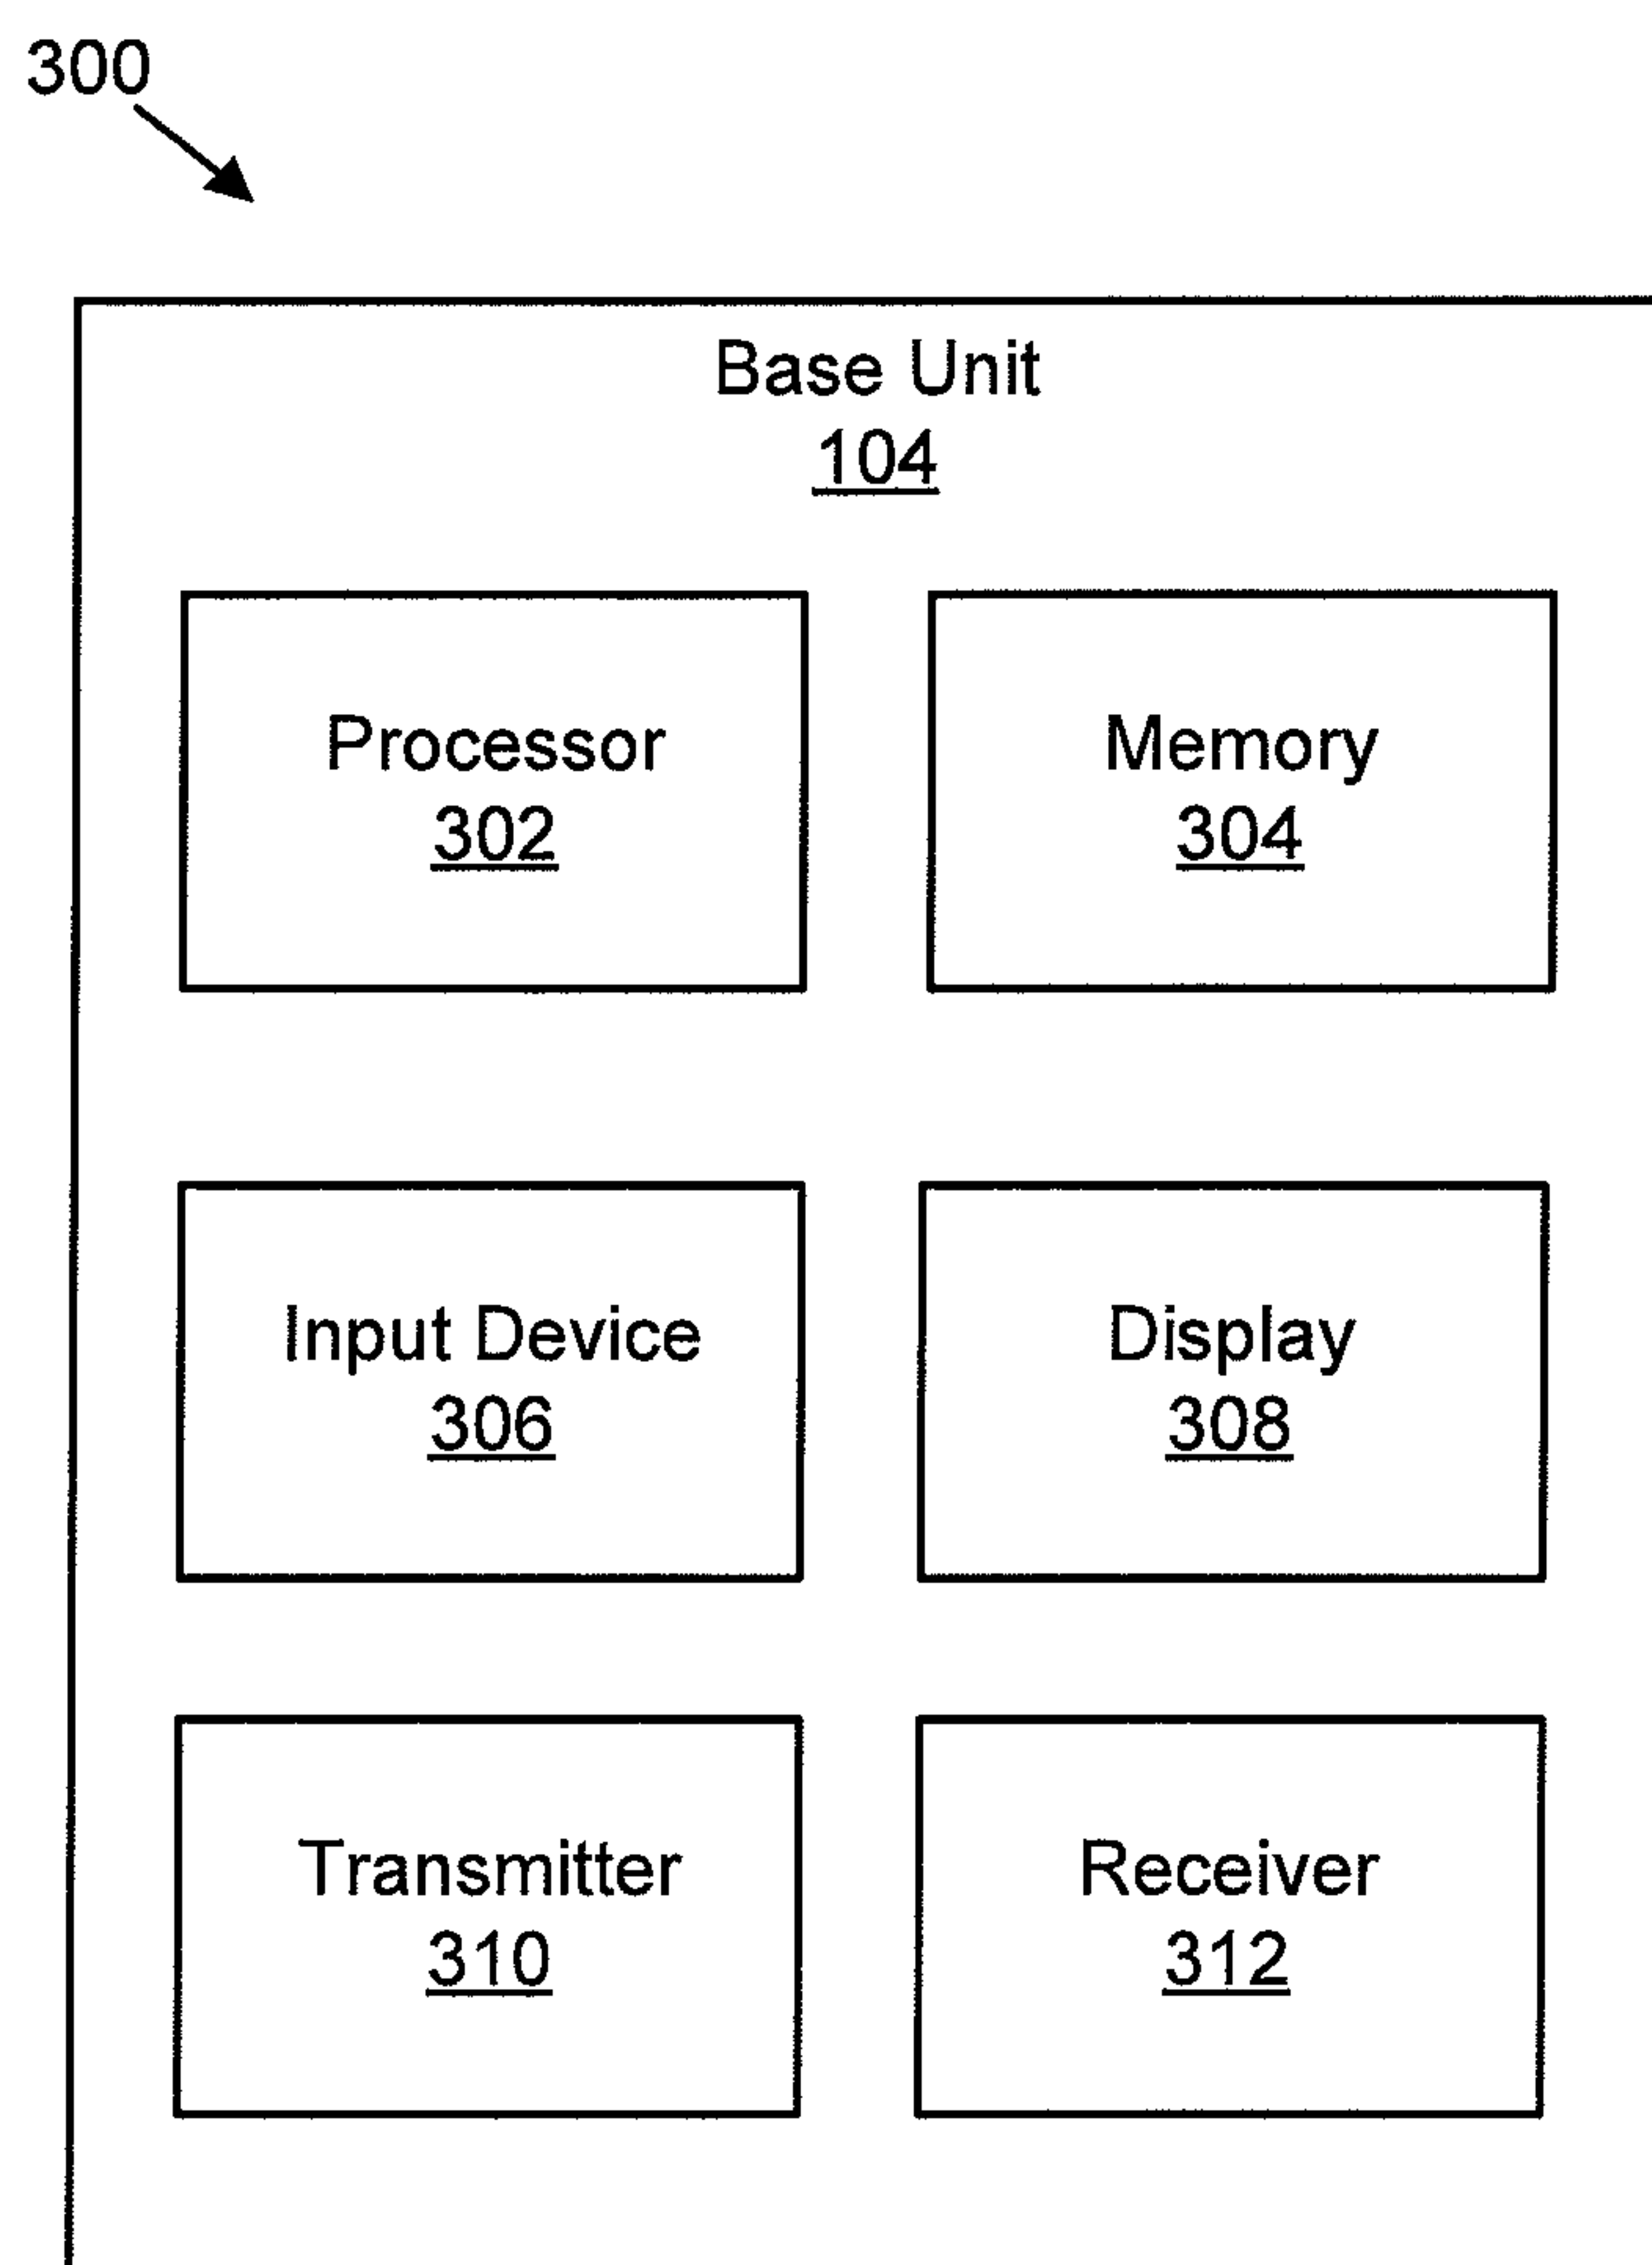 300
Base Unit
104
Processor
302
Memory
304
Input Device
306
Display
308
Transmitter
310
Receiver
312